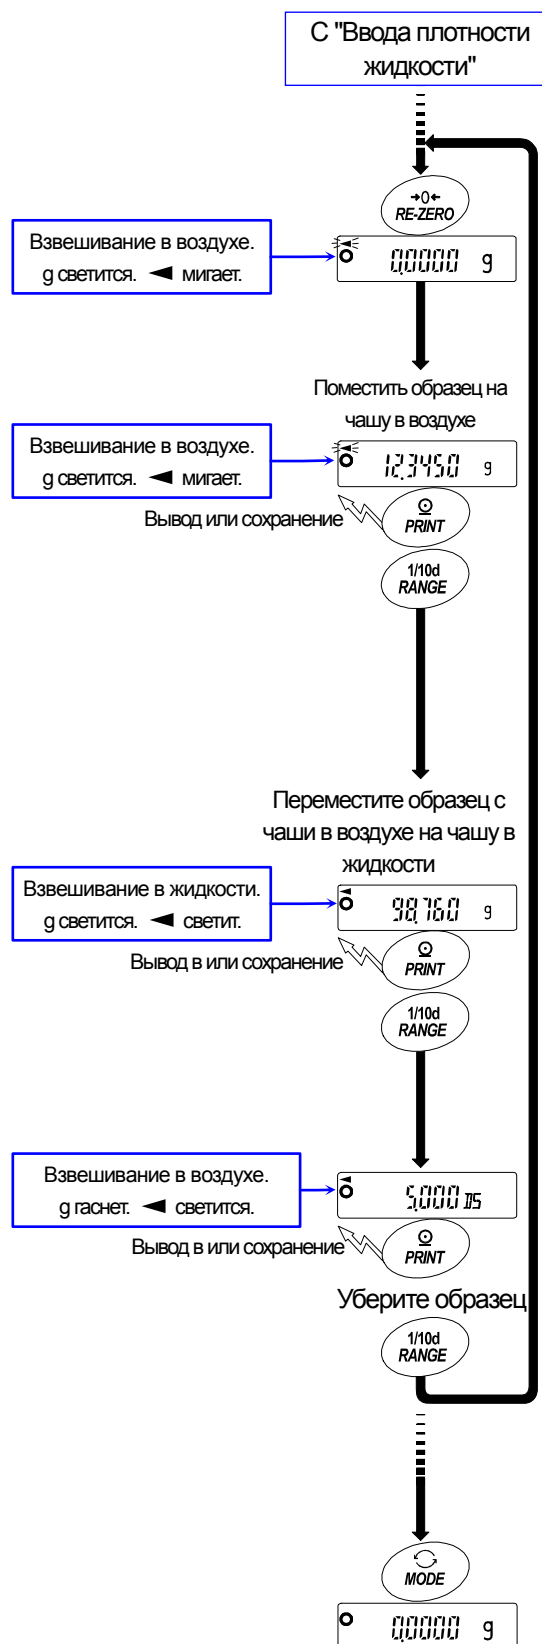 С "Ввода плотности
жидкости"
→0←
RE-ZERO
Взвешивание в воздухе.
g светится. ◄ мигает.
0.0000 g
Поместить образец на
чашу в воздухе
Взвешивание в воздухе.
g светится. ◄ мигает.
12.3450 g
Вывод или сохранение
PRINT
1/10d
RANGE
Переместите образец с
чаши в воздухе на чашу в
жидкости
Взвешивание в жидкости.
g светится. ◄ светит.
98.760 g
Вывод в или сохранение
PRINT
1/10d
RANGE
Взвешивание в воздухе.
g гаснет. ◄ светится.
5.000 DS
Вывод в или сохранение
PRINT
Уберите образец
1/10d
RANGE
MODE
0.0000 g